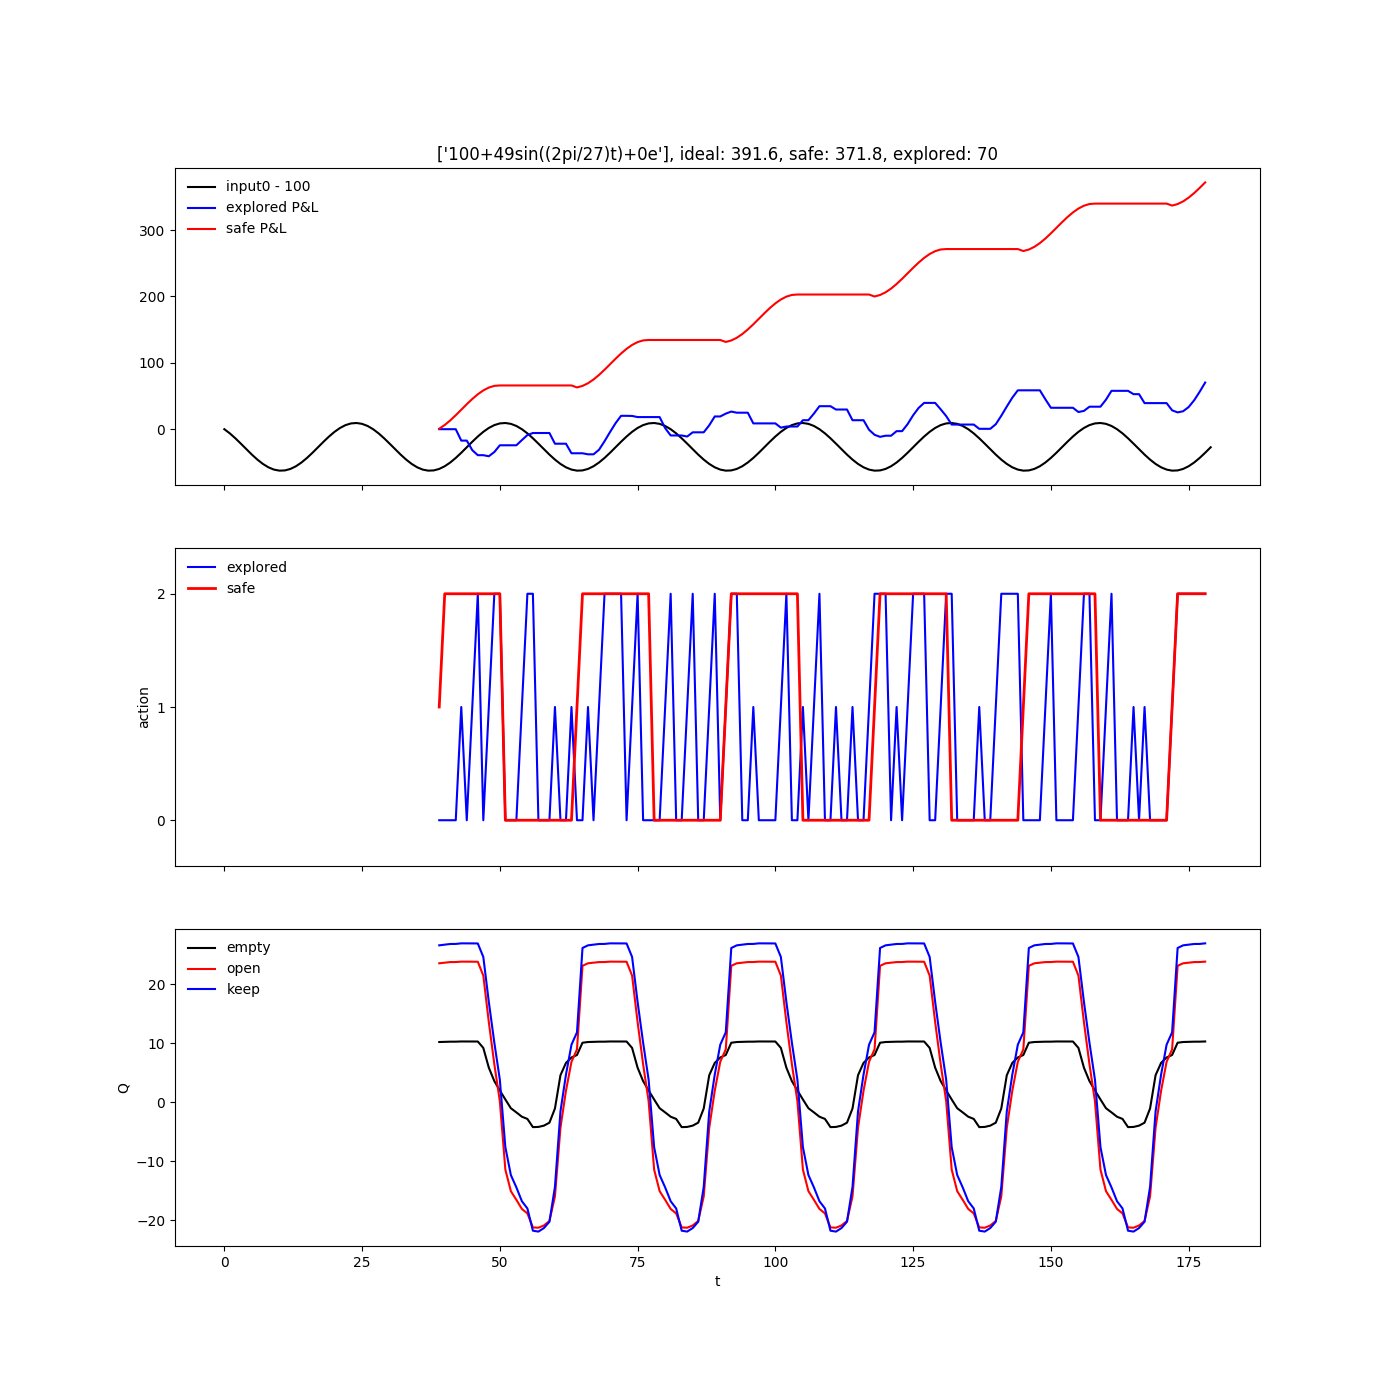 ['100+49sin((2pi/27)t)+0e'], ideal: 391.6, safe: 371.8, explored: 70
input0 - 100
explored P&L
safe P&L
300
200
100
0
explored
safe
2
1
0
action
empty
open
keep
20
10
0
−10
−20
Q
0
25
50
75
100
125
150
175
t